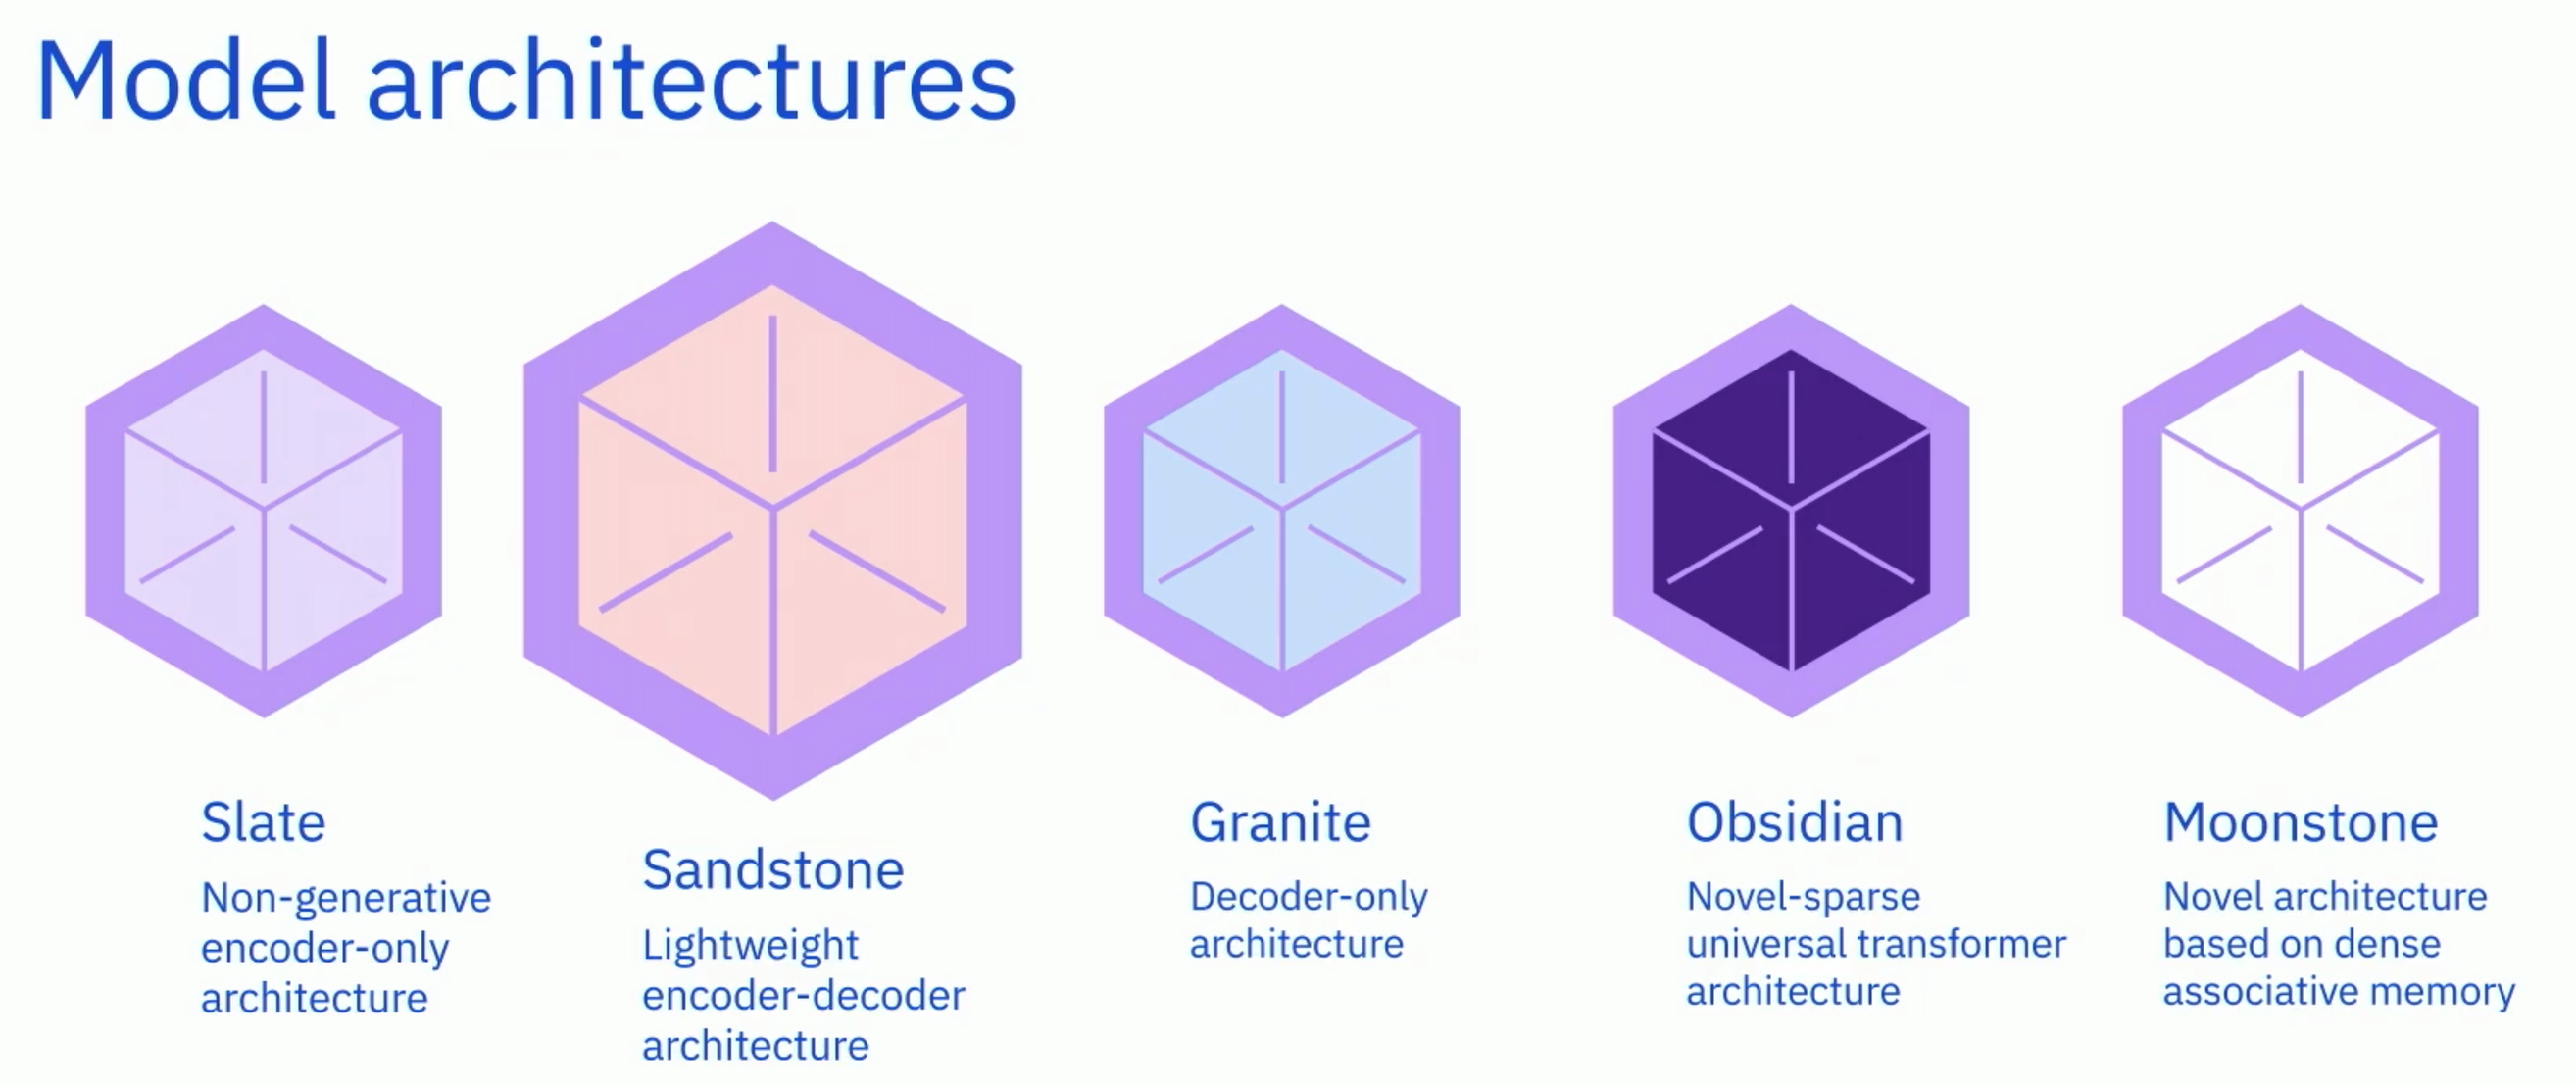 Model architectures
Slate
Non-generative
encoder-only
architecture
Sandstone
Lightweight
encoder-decoder
architecture
Granite
Decoder-only
architecture
Obsidian
Novel-sparse
universal transformer
architecture
Moonstone
Novel architecture
based on dense
associative memory